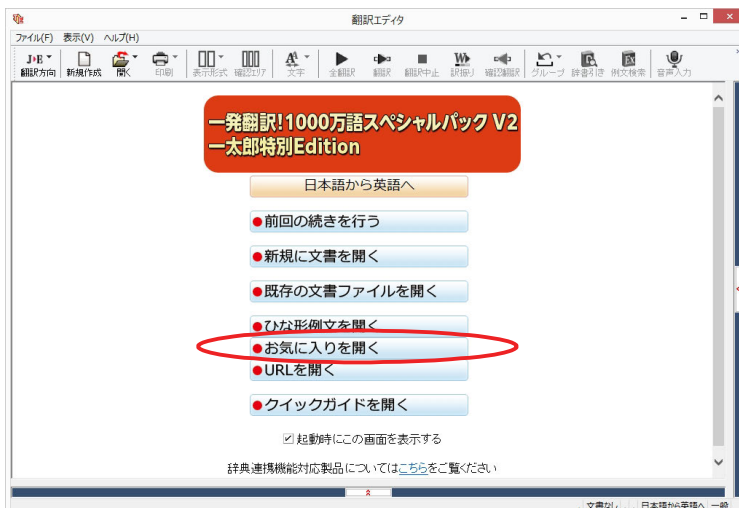 翻訳エディタ
ファイル(F) 表示(V) ヘルプ(H)
J▸E
翻訳方向 新規作成 開く 印刷 表示形式 確認エリア 文字 全翻訳 翻訳 翻訳中止 訳振り 確認翻訳 グループ 辞書引き 例文検索 音声入力
一発翻訳!1000万語スペシャルパック V2
一太郎特別Edition
日本語から英語へ
●前回の続きを行う
●新規に文書を開く
●既存の文書ファイルを開く
●ひな形例文を開く
●お気に入りを開く
●URLを開く
●クイックガイドを開く
起動時にこの画面を表示する
辞典連携機能対応製品についてはこちらをご覧ください
文書なし 日本語から英語へ 一般